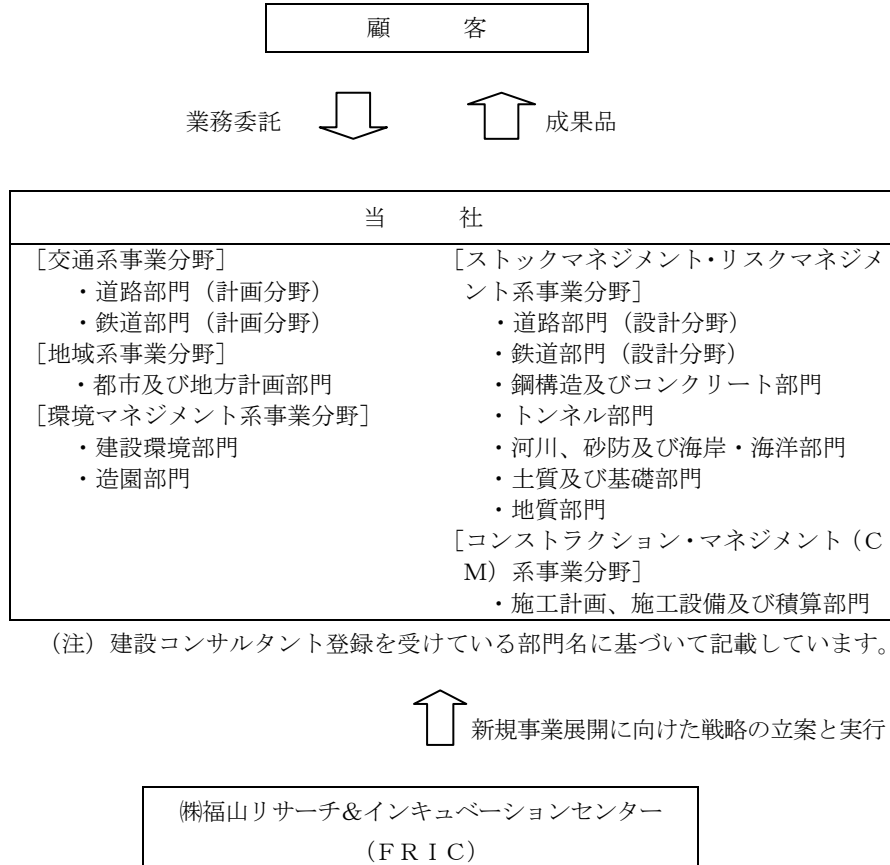 顧　　客
業務委託
成果品
当　　社
［交通系事業分野］
・道路部門（計画分野）
・鉄道部門（計画分野）
［地域系事業分野］
・都市及び地方計画部門
［環境マネジメント系事業分野］
・建設環境部門
・造園部門
［ストックマネジメント・リスクマネジメ
ント系事業分野］
・道路部門（設計分野）
・鉄道部門（設計分野）
・鋼構造及びコンクリート部門
・トンネル部門
・河川、砂防及び海岸・海洋部門
・土質及び基礎部門
・地質部門
［コンストラクション・マネジメント（Ｃ
Ｍ）系事業分野］
・施工計画、施工設備及び積算部門
（注）建設コンサルタント登録を受けている部門名に基づいて記載しています。
新規事業展開に向けた戦略の立案と実行
㈱福山リサーチ&インキュベーションセンター
（ＦＲＩＣ）